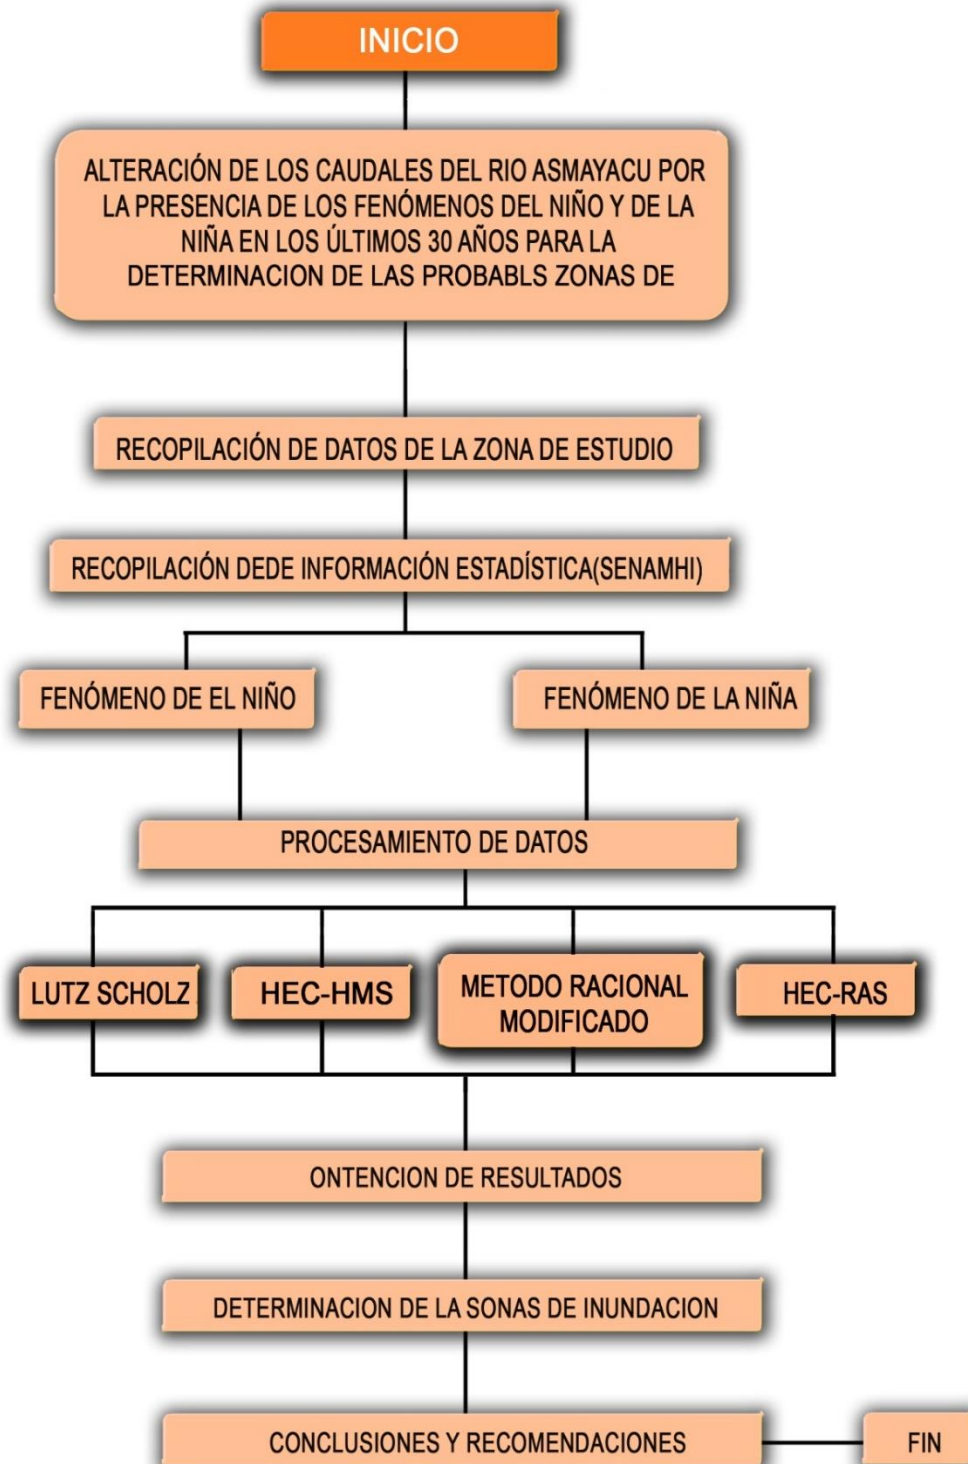 INICIO
ALTERACIÓN DE LOS CAUDALES DEL RIO ASMAYACU POR
LA PRESENCIA DE LOS FENÓMENOS DEL NIÑO Y DE LA
NIÑA EN LOS ÚLTIMOS 30 AÑOS PARA LA
DETERMINACION DE LAS PROBABLS ZONAS DE
RECOPILACIÓN DE DATOS DE LA ZONA DE ESTUDIO
RECOPILACIÓN DEDE INFORMACIÓN ESTADÍSTICA(SENAMHI)
FENÓMENO DE EL NIÑO
FENÓMENO DE LA NIÑA
PROCESAMIENTO DE DATOS
LUTZ SCHOLZ
HEC-HMS
METODO RACIONAL
MODIFICADO
HEC-RAS
ONTENCION DE RESULTADOS
DETERMINACION DE LA SONAS DE INUNDACION
CONCLUSIONES Y RECOMENDACIONES
FIN